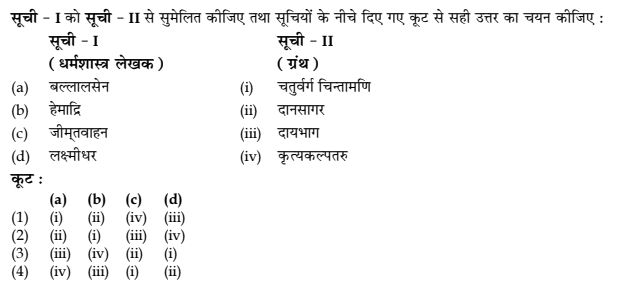 सूची - I को सूची - II से सुमेलित कीजिए तथा सूचियों के नीचे दिए गए कूट से सही उत्तर का चयन कीजिए :
सूची - I सूची - II
( धर्मशास्त्र लेखक ) ( ग्रंथ )
(a) बल्लालसेन (i) चतुर्वर्ग चिन्तामणि
(b) हेमाद्रि (ii) दानसागर
(c) जीमूतवाहन (iii) दायभाग
(d) लक्ष्मीधर (iv) कृत्यकल्पतरु
कूट :
(a) (b) (c) (d)
(1) (i) (ii) (iv) (iii)
(2) (ii) (i) (iii) (iv)
(3) (iii) (iv) (ii) (i)
(4) (iv) (iii) (i) (ii)